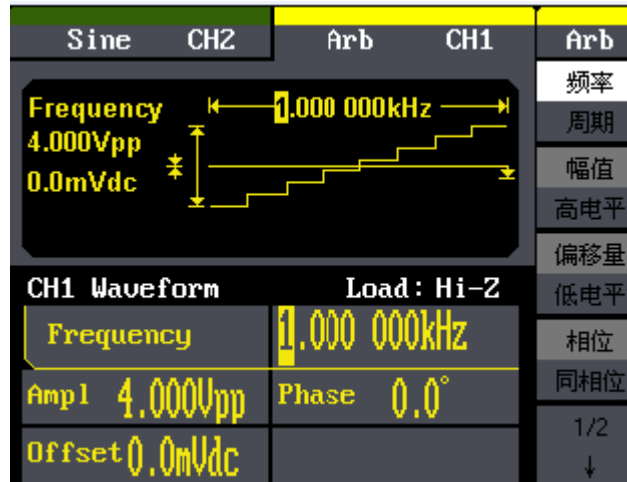 Sine CH2 Arb CH1 Arb
Frequency 1.000 000kHz
4.000Vpp
0.0mVdc
频率
周期
幅值
高电平
偏移量
低电平
相位
同相位
1/2
↓
CH1 Waveform Load: Hi-Z
Frequency 1.000 000kHz
Ampl 4.000Vpp Phase 0.0°
Offset 0.0mVdc